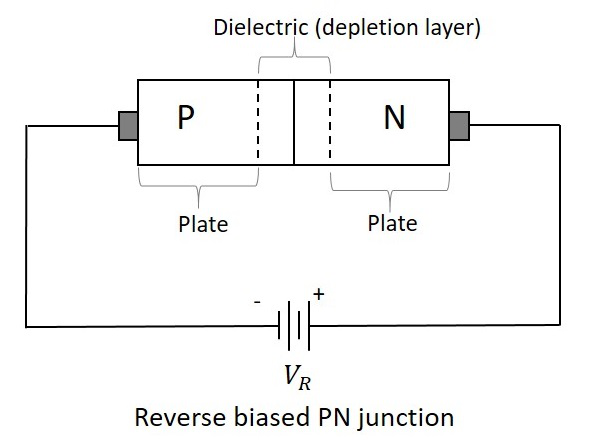 Dielectric (depletion layer)
P
N
Plate
Plate
- +
V_R
Reverse biased PN junction